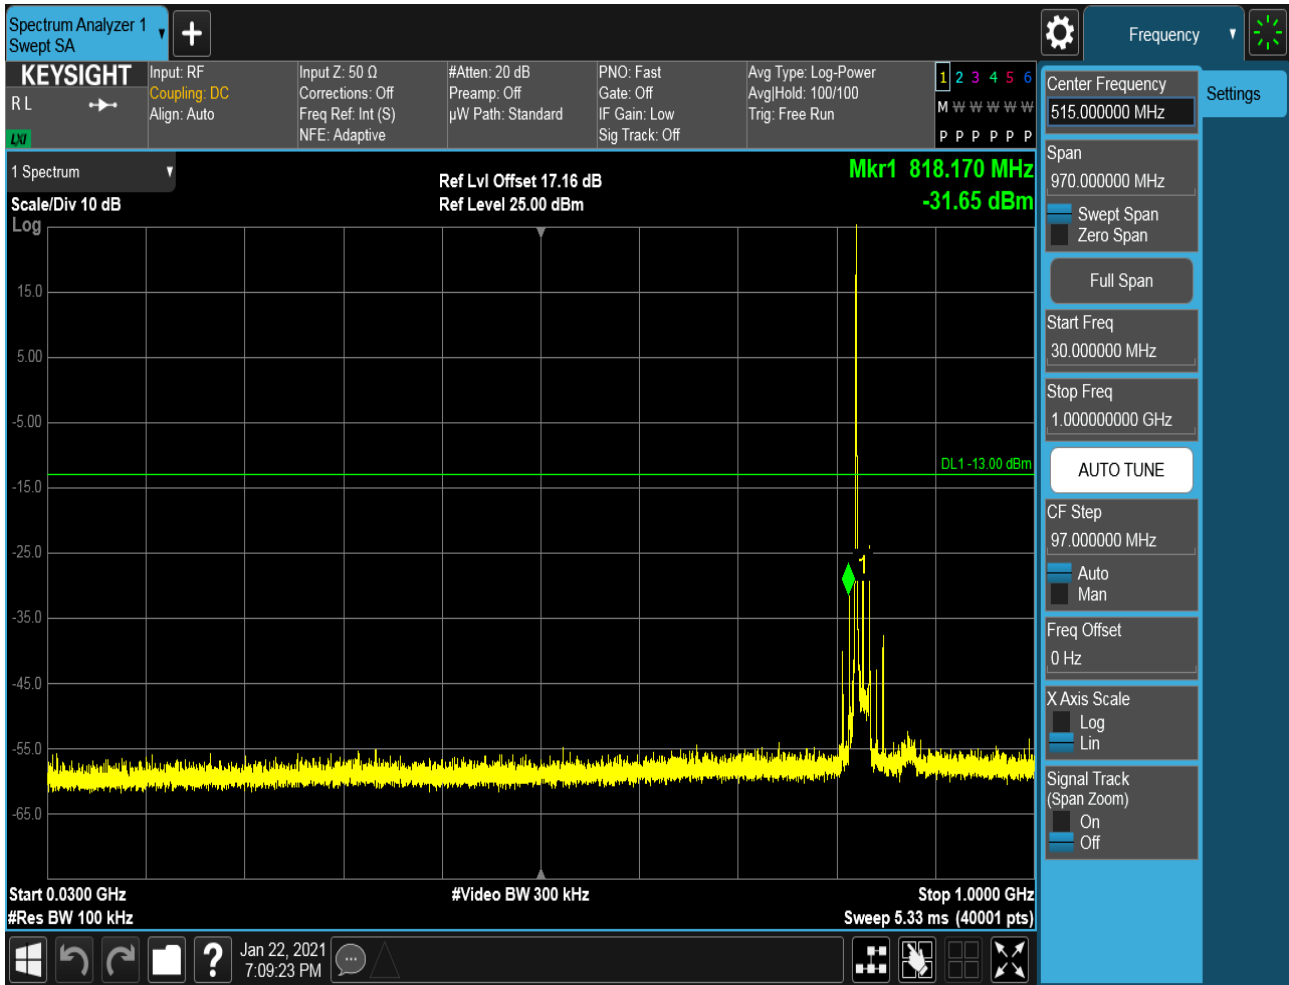 Spectrum Analyzer 1
Swept SA
Frequency
KEYSIGHT
R L
LXI
Input: RF
Coupling: DC
Align: Auto
Input Z: 50 Ω
Corrections: Off
Freq Ref: Int (S)
NFE: Adaptive
#Atten: 20 dB
Preamp: Off
µW Path: Standard
PNO: Fast
Gate: Off
IF Gain: Low
Sig Track: Off
Avg Type: Log-Power
Avg|Hold: 100/100
Trig: Free Run
1 2 3 4 5 6
M W W W W W
P P P P P P
1 Spectrum
Scale/Div 10 dB
Log
Ref Lvl Offset 17.16 dB
Ref Level 25.00 dBm
Mkr1 818.170 MHz
-31.65 dBm
15.0
5.00
-5.00
DL1 -13.00 dBm
-15.0
-25.0
1
-35.0
-45.0
-55.0
-65.0
Start 0.0300 GHz
#Res BW 100 kHz
#Video BW 300 kHz
Stop 1.0000 GHz
Sweep 5.33 ms (40001 pts)
Center Frequency
515.000000 MHz
Settings
Span
970.000000 MHz
Swept Span
Zero Span
Full Span
Start Freq
30.000000 MHz
Stop Freq
1.000000000 GHz
AUTO TUNE
CF Step
97.000000 MHz
Auto
Man
Freq Offset
0 Hz
X Axis Scale
Log
Lin
Signal Track
(Span Zoom)
On
Off
?
Jan 22, 2021
7:09:23 PM